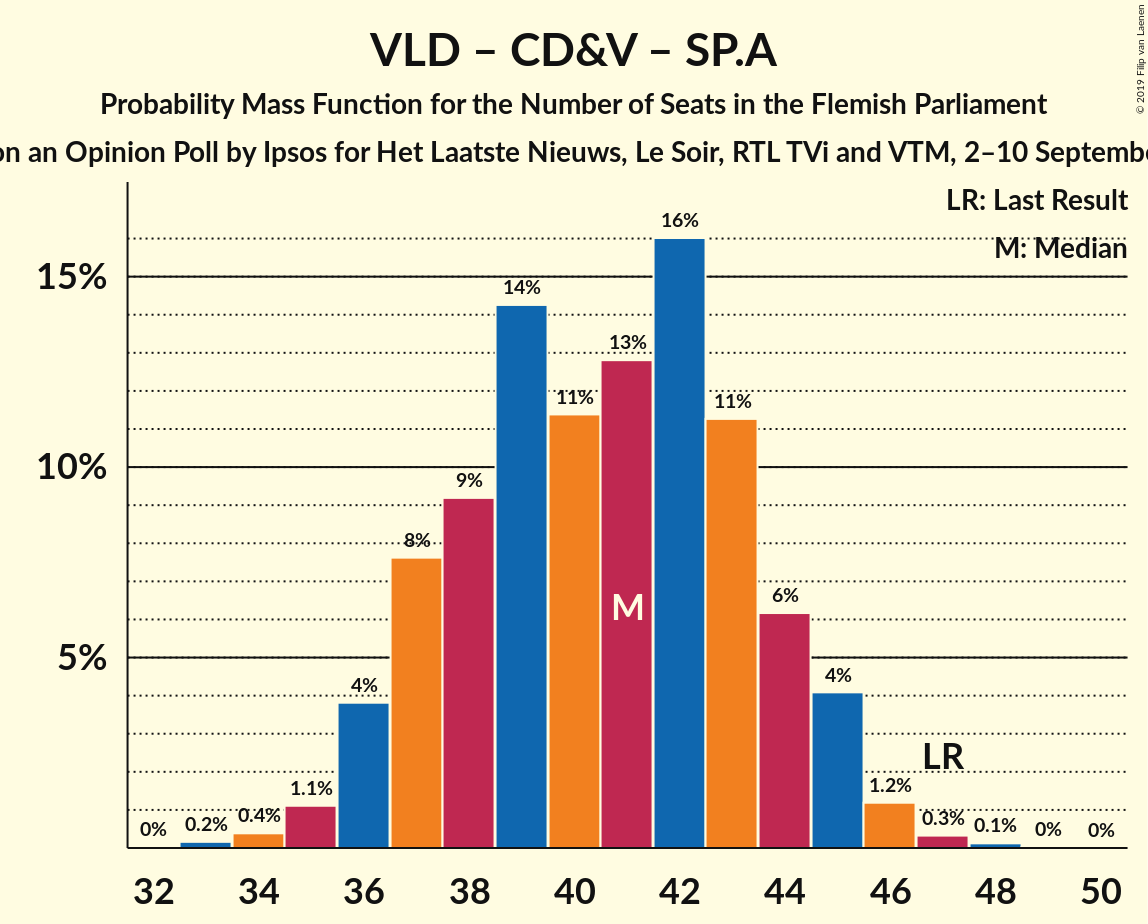 VLD – CD&V – SP.A
Probability Mass Function for the Number of Seats in the Flemish Parliament
on an Opinion Poll by Ipsos for Het Laatste Nieuws, Le Soir, RTL TVi and VTM, 2–10 Septembe
© 2019 Filip van Laenen
LR: Last Result
M: Median
16%
15%
14%
13%
11%
11%
10%
9%
8%
M
6%
5%
4%
4%
LR
1.1%
1.2%
0%
0.2%
0.4%
0.3%
0.1%
0%
0%
32 34 36 38 40 42 44 46 48 50